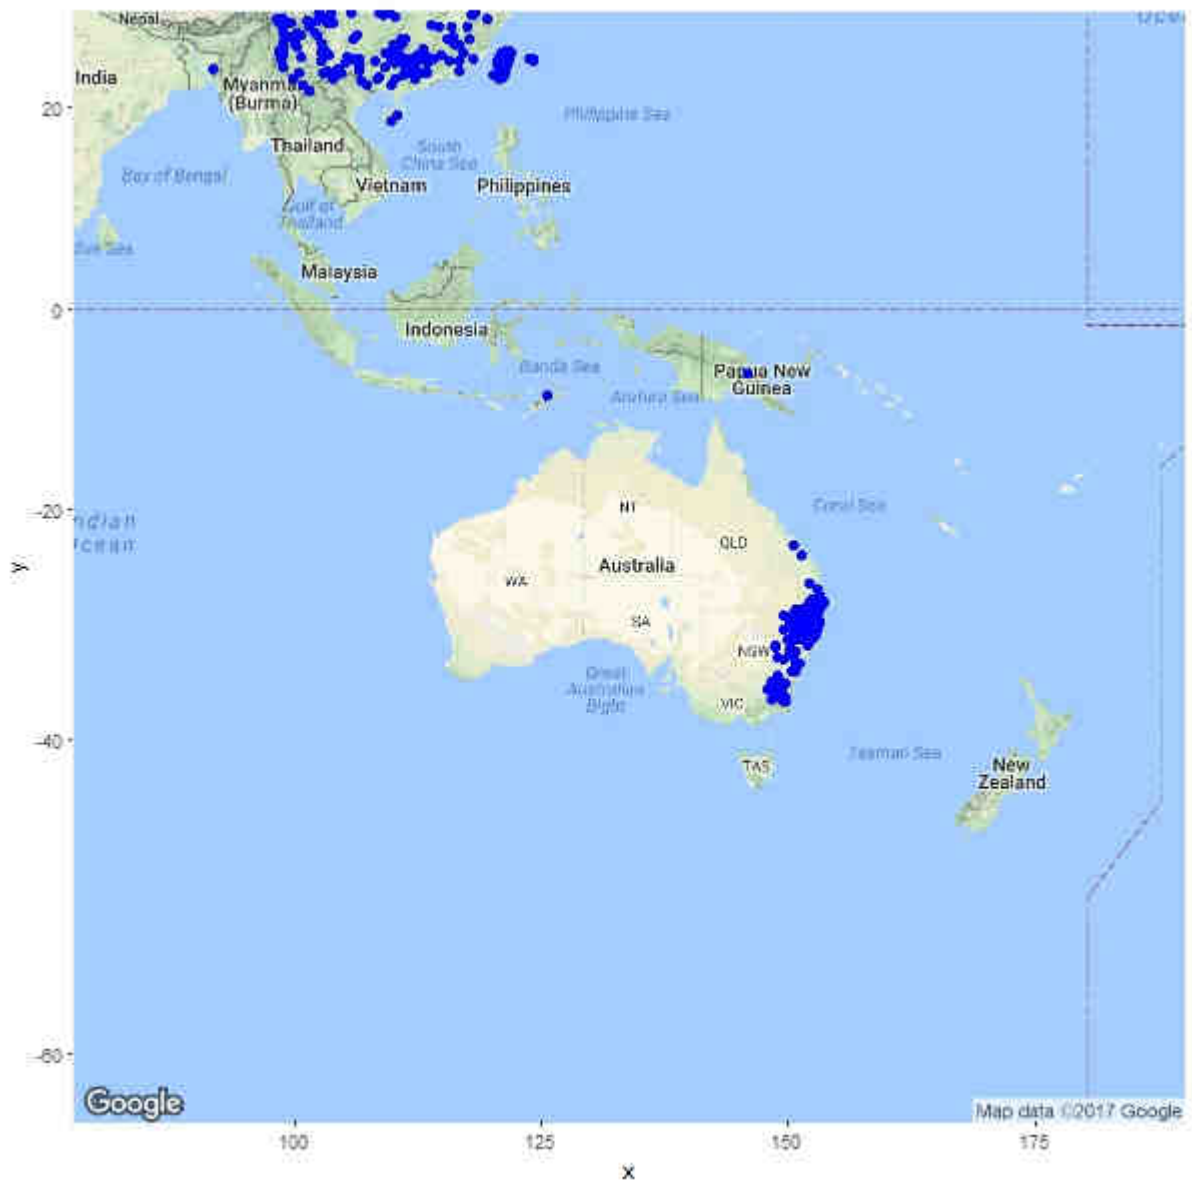 Nepal
India
Myanma
(Burma)
Thailand
Vietnam
Philippines
Philippine Sea
South
China Sea
Bay of Bengal
Gulf of
Thailand
Malaysia
Indonesia
Banda Sea
Papua New
Guinea
Arafura Sea
Coral Sea
NT
QLD
Australia
WA
SA
NSW
VIC
TAS
Great
Australian
Bight
Tasman Sea
New
Zealand
ndian
cean
20
0
-20
-40
-60
y
Google
Map data ©2017 Google
100
125
150
175
x